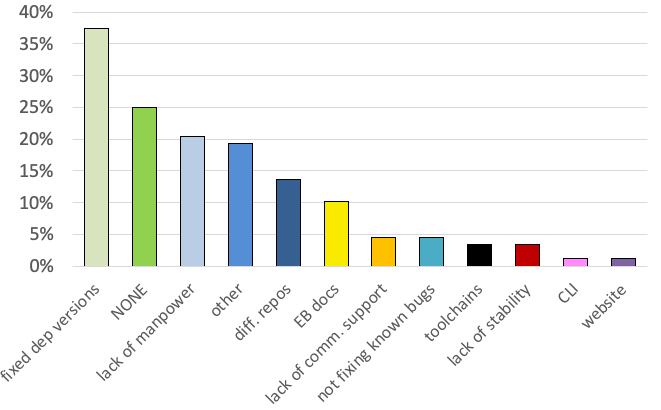 40%
35%
30%
25%
20%
15%
10%
5%
0%
fixed dep versions
NONE
lack of manpower
other
diff. repos
EB docs
lack of comm. support
not fixing known bugs
toolchains
lack of stability
CLI
website